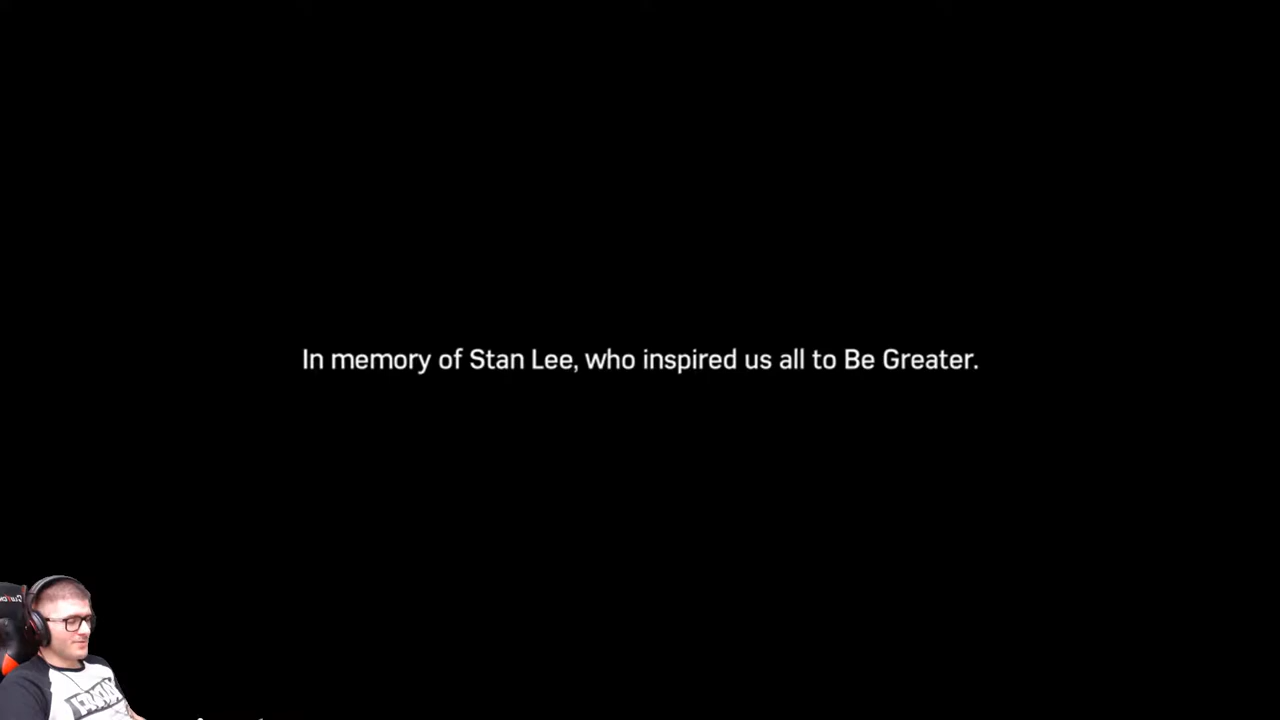 In memory of Stan Lee, who inspired us all to Be Greater.